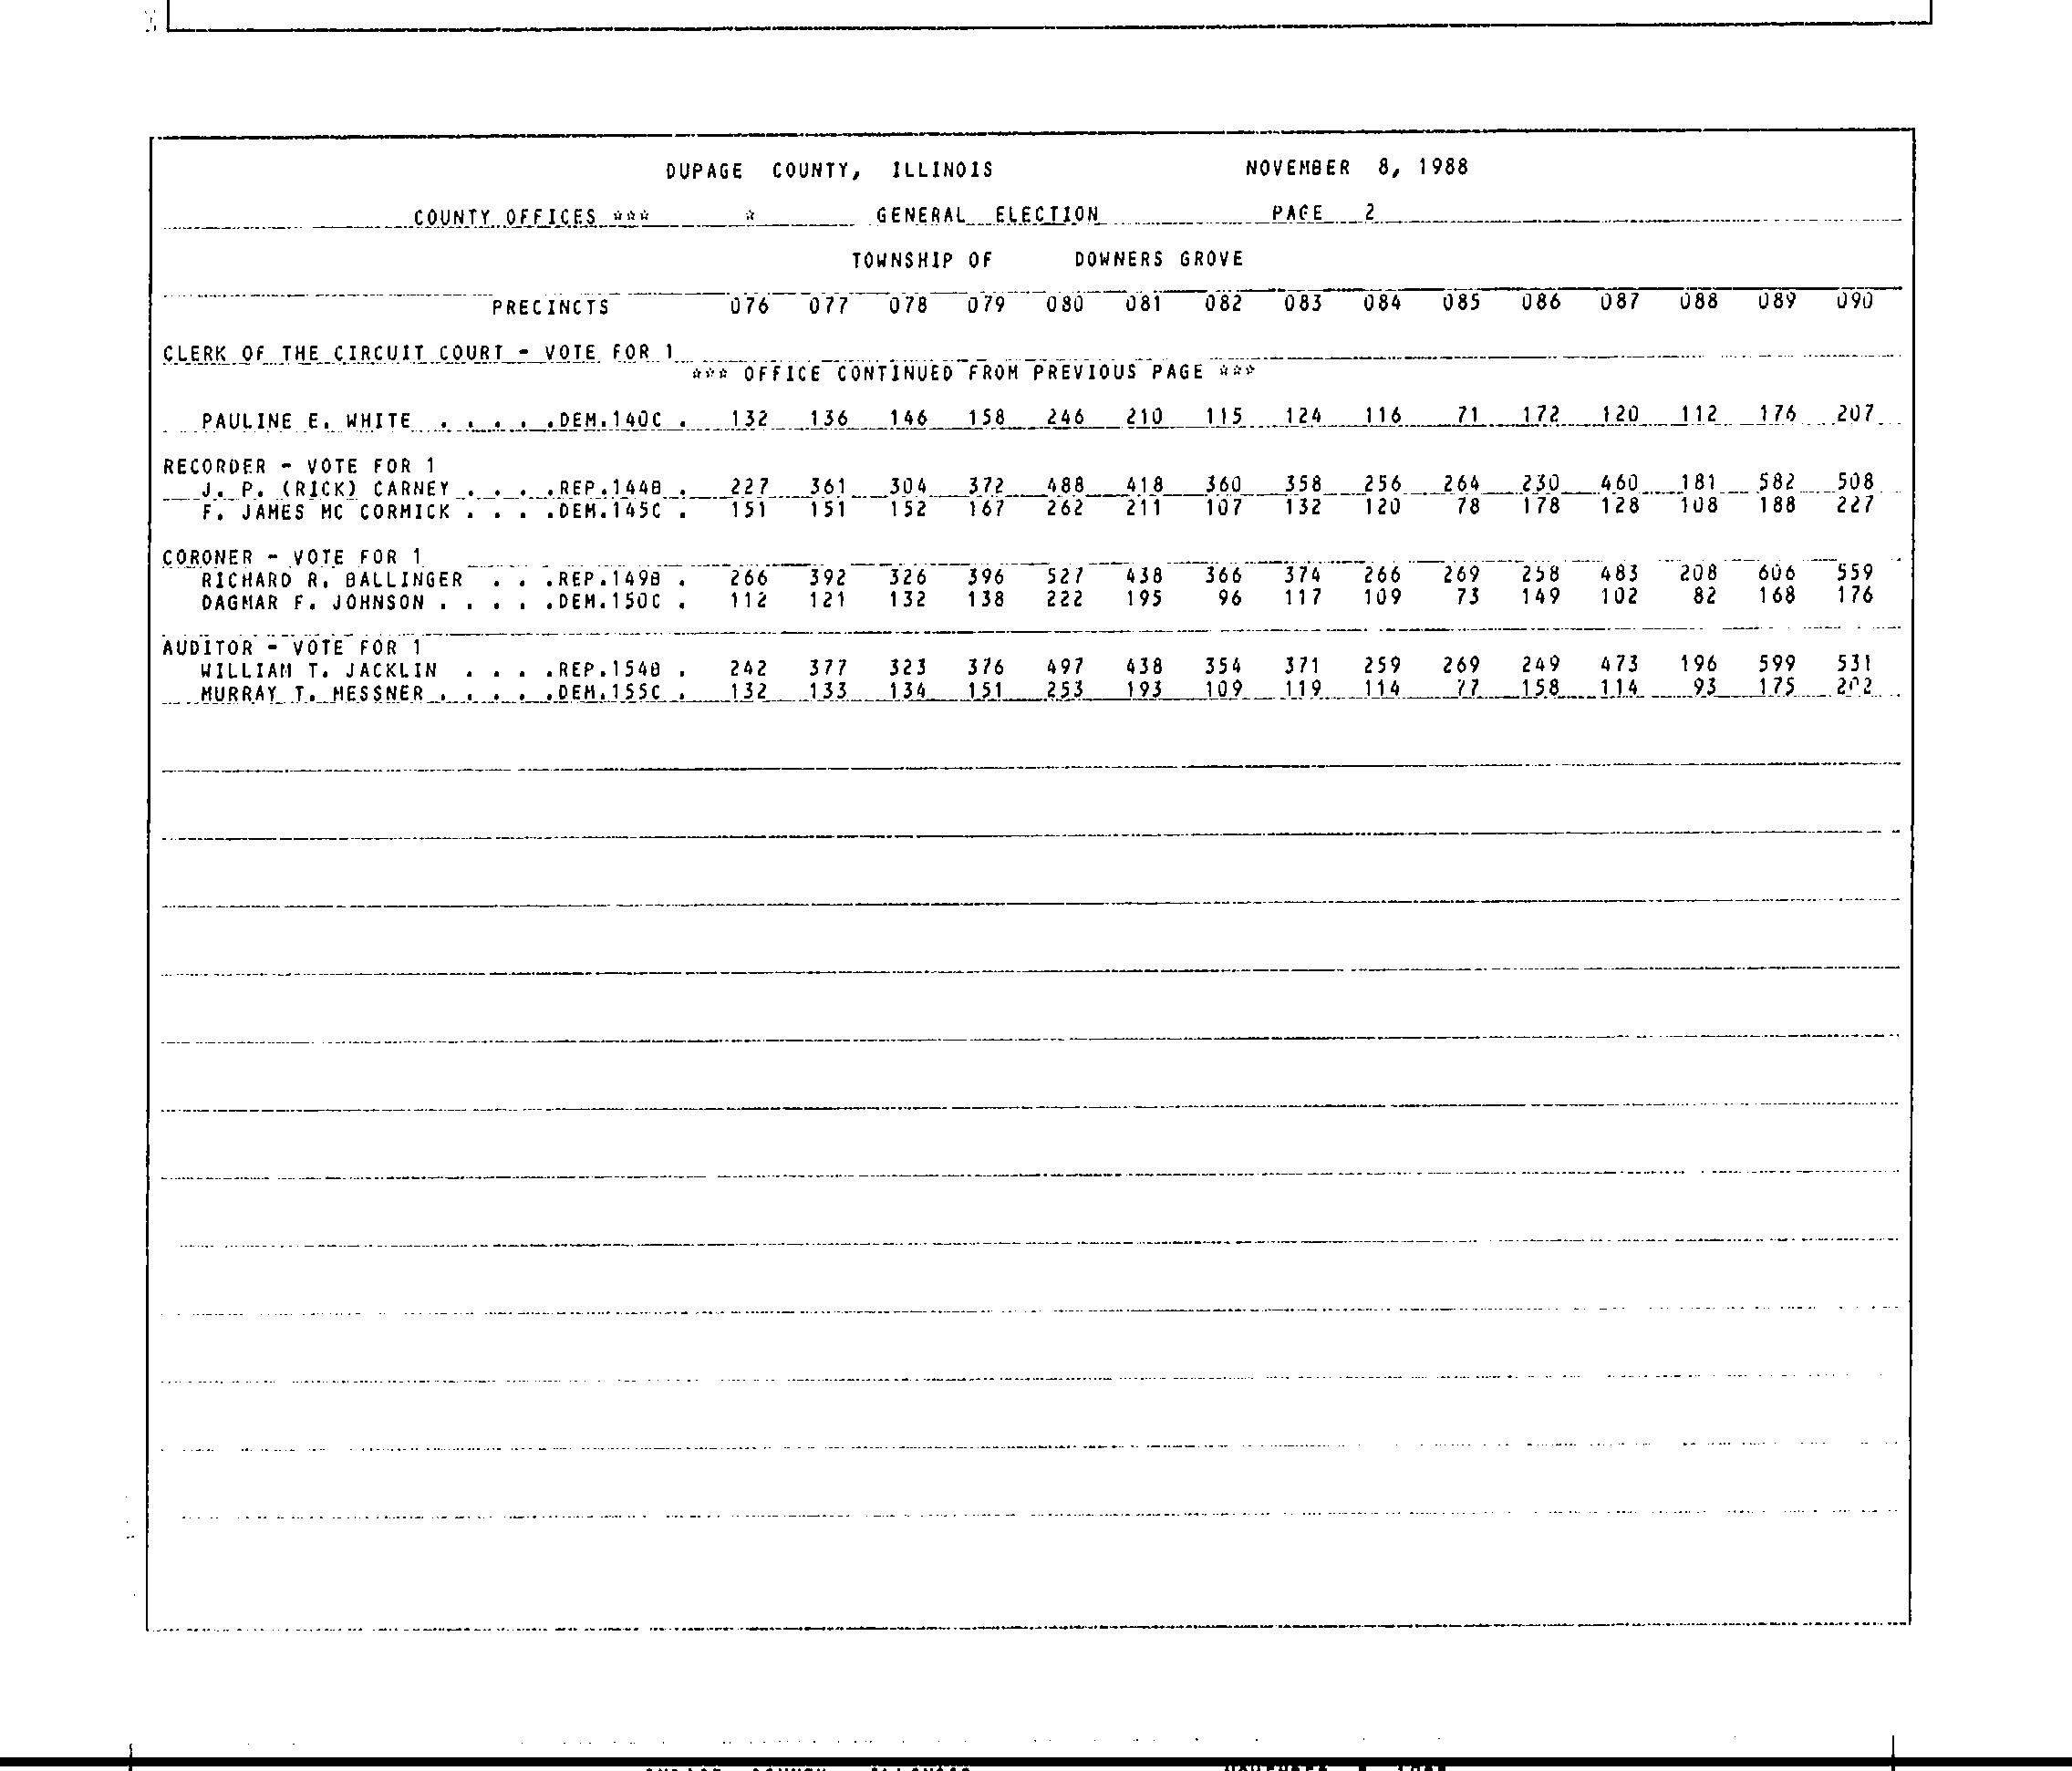 DUPAGE COUNTY, ILLINOIS NOVEMBER 8, 1988
COUNTY OFFICES *** * GENERAL ELECTION PAGE 2
TOWNSHIP OF DOWNERS GROVE
PRECINCTS 076 077 078 079 080 081 082 083 084 085 086 087 088 089 090
CLERK OF THE CIRCUIT COURT - VOTE FOR 1
*** OFFICE CONTINUED FROM PREVIOUS PAGE ***
PAULINE E. WHITE . . . . .DEM.140C . 132 136 146 158 246 210 115 124 116 71 172 120 112 176 207
RECORDER - VOTE FOR 1
J. P. (RICK) CARNEY . . . .REP.144B . 227 361 304 372 488 418 360 358 256 264 230 460 181 582 508
F. JAMES MC CORMICK . . . .DEM.145C . 151 151 152 167 262 211 107 132 120 78 178 128 108 188 227
CORONER - VOTE FOR 1
RICHARD R. BALLINGER . . .REP.149B . 266 392 326 396 527 438 366 374 266 269 258 483 208 606 559
DAGMAR F. JOHNSON . . . . .DEM.150C . 112 121 132 138 222 195 96 117 109 73 149 102 82 168 176
AUDITOR - VOTE FOR 1
WILLIAM T. JACKLIN . . . .REP.154B . 242 377 323 376 497 438 354 371 259 269 249 473 196 599 531
MURRAY T. MESSNER . . . . .DEM.155C . 132 133 134 151 253 193 109 119 114 77 158 114 93 175 202